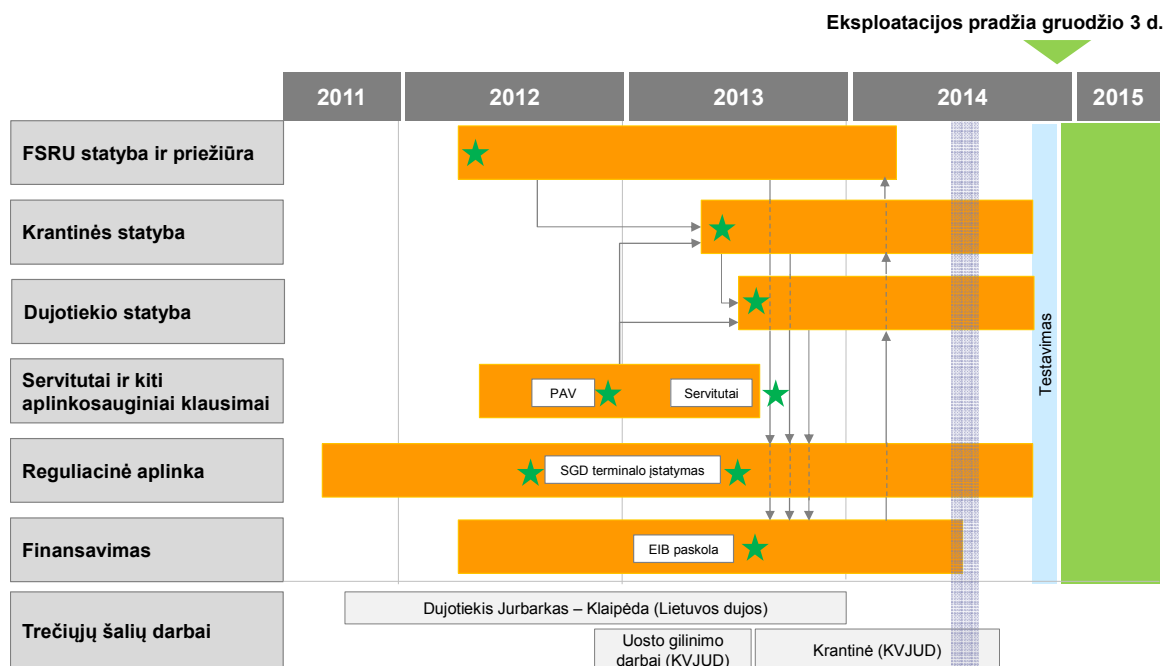 Eksploatacijos pradžia gruodžio 3 d.
2011
2012
2013
2014
2015
FSRU statyba ir priežiūra
Krantinės statyba
Dujotiekio statyba
Servitutai ir kiti
aplinkosauginiai klausimai
PAV
Servitutai
Testavimas
Reguliacinė aplinka
SGD terminalo įstatymas
Finansavimas
EIB paskola
Trečiųjų šalių darbai
Dujotiekis Jurbarkas – Klaipėda (Lietuvos dujos)
Uosto gilinimo
darbai (KVJUD)
Krantinė (KVJUD)